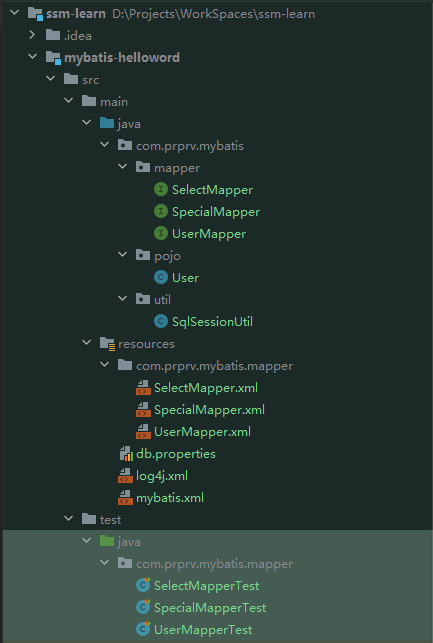 ssm-learn D:\Projects\WorkSpaces\ssm-learn
.idea
mybatis-helloword
src
main
java
com.prprv.mybatis
mapper
SelectMapper
SpecialMapper
UserMapper
pojo
User
util
SqlSessionUtil
resources
com.prprv.mybatis.mapper
SelectMapper.xml
SpecialMapper.xml
UserMapper.xml
db.properties
log4j.xml
mybatis.xml
test
java
com.prprv.mybatis.mapper
SelectMapperTest
SpecialMapperTest
UserMapperTest